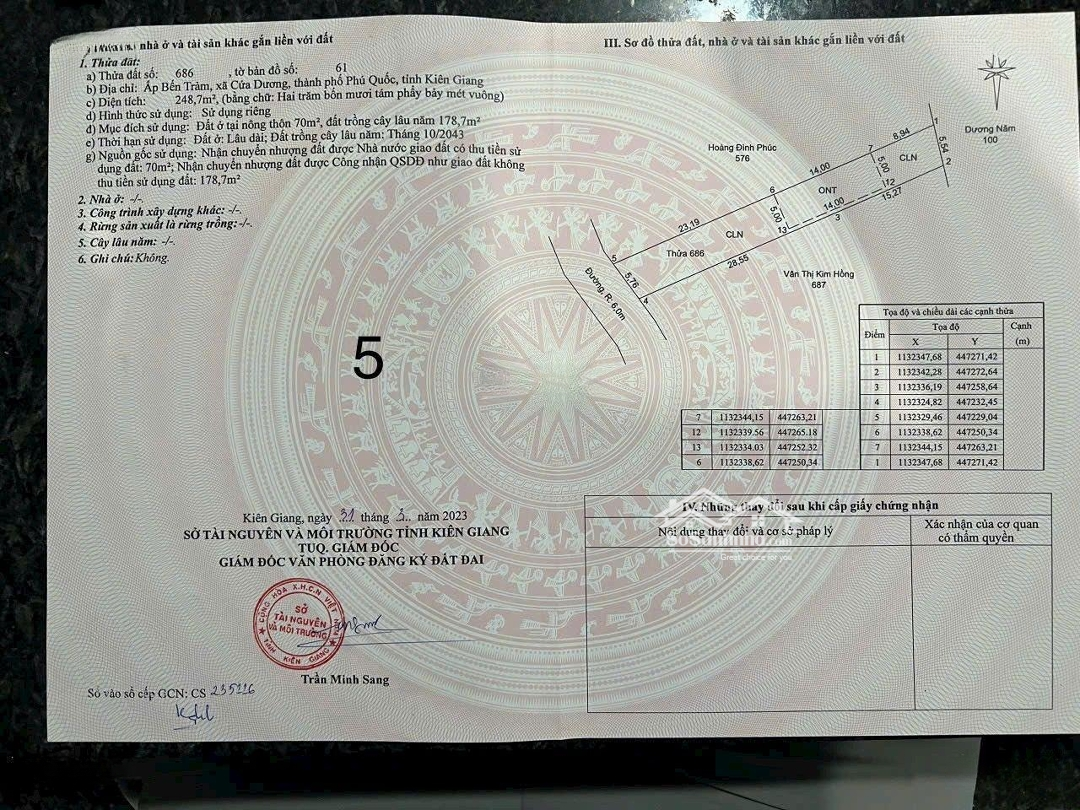 nhà ở và tài sản khác gắn liền với đất
1. Thửa đất:
a) Thửa đất số: 686 , tờ bản đồ số: 61
b) Địa chỉ: Ấp Bến Tràm, xã Cửa Dương, thành phố Phú Quốc, tỉnh Kiên Giang
c) Diện tích: 248,7m², (bằng chữ: Hai trăm bốn mươi tám phẩy bảy mét vuông)
d) Hình thức sử dụng: Sử dụng riêng
đ) Mục đích sử dụng: Đất ở tại nông thôn 70m², đất trồng cây lâu năm 178,7m²
e) Thời hạn sử dụng: Đất ở: Lâu dài; Đất trồng cây lâu năm: Tháng 10/2043
g) Nguồn gốc sử dụng: Nhận chuyển nhượng đất được Nhà nước giao đất có thu tiền sử
dụng đất: 70m²; Nhận chuyển nhượng đất được Công nhận QSDĐ như giao đất không
thu tiền sử dụng đất: 178,7m²
2. Nhà ở: -/-.
3. Công trình xây dựng khác: -/-.
4. Rừng sản xuất là rừng trồng:-/-.
5. Cây lâu năm: -/-.
6. Ghi chú: Không.
5
Kiên Giang, ngày 31 tháng 3 năm 2023
SỞ TÀI NGUYÊN VÀ MÔI TRƯỜNG TỈNH KIÊN GIANG
TUQ. GIÁM ĐỐC
GIÁM ĐỐC VĂN PHÒNG ĐĂNG KÝ ĐẤT ĐAI
CỘNG HÒA X.H.C.N VIỆT NAM
SỞ
TÀI NGUYÊN
VÀ MÔI TRƯỜNG
TỈNH KIÊN GIANG
Trần Minh Sang
Số vào sổ cấp GCN: CS 235226
III. Sơ đồ thửa đất, nhà ở và tài sản khác gắn liền với đất
Dương Năm
100
Hoàng Đình Phúc
576
1
8,94
5,54
2
7
5,00
CLN
12
15,27
14,00
ONT
14,00
3
6
5,00
13
23,19
CLN
Thửa 686
28,55
5
5,76
4
Đường, R: 6,0m
Văn Thị Kim Hồng
687
Tọa độ và chiều dài các cạnh thửa
Điểm Tọa độ Cạnh
X Y (m)
1 1132347,68 447271,42
2 1132342,28 447272,64
3 1132336,19 447258,64
4 1132324,82 447232,45
5 1132329,46 447229,04
6 1132338,62 447250,34
7 1132344,15 447263,21
1 1132347,68 447271,42
7 1132344,15 447263,21
12 1132339.56 447265.18
13 1132334.03 447252.32
6 1132338,62 447250,34
IV. Những thay đổi sau khi cấp giấy chứng nhận
Nội dung thay đổi và cơ sở pháp lý
Xác nhận của cơ quan
có thẩm quyền